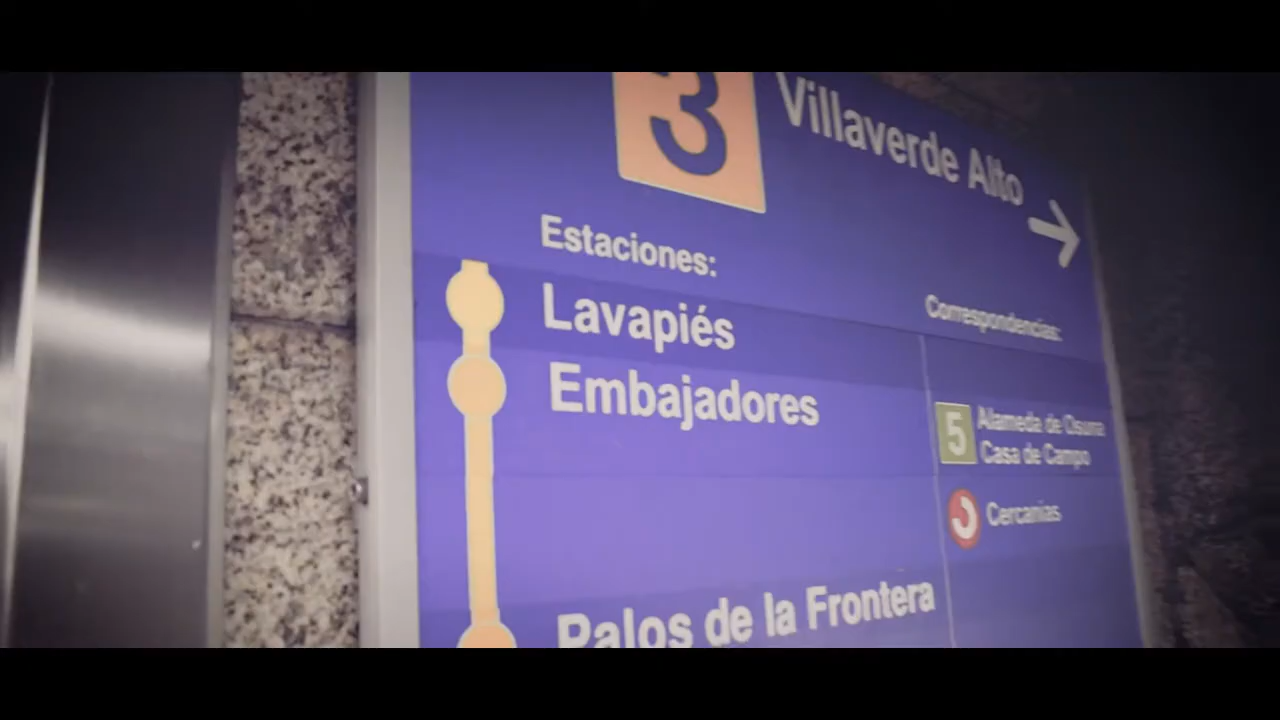 3
Villaverde Alto
Estaciones:
Lavapiés
Correspondencias:
Embajadores
5
Alameda de Osuna
Casa de Campo
Cercanías
Palos de la Frontera